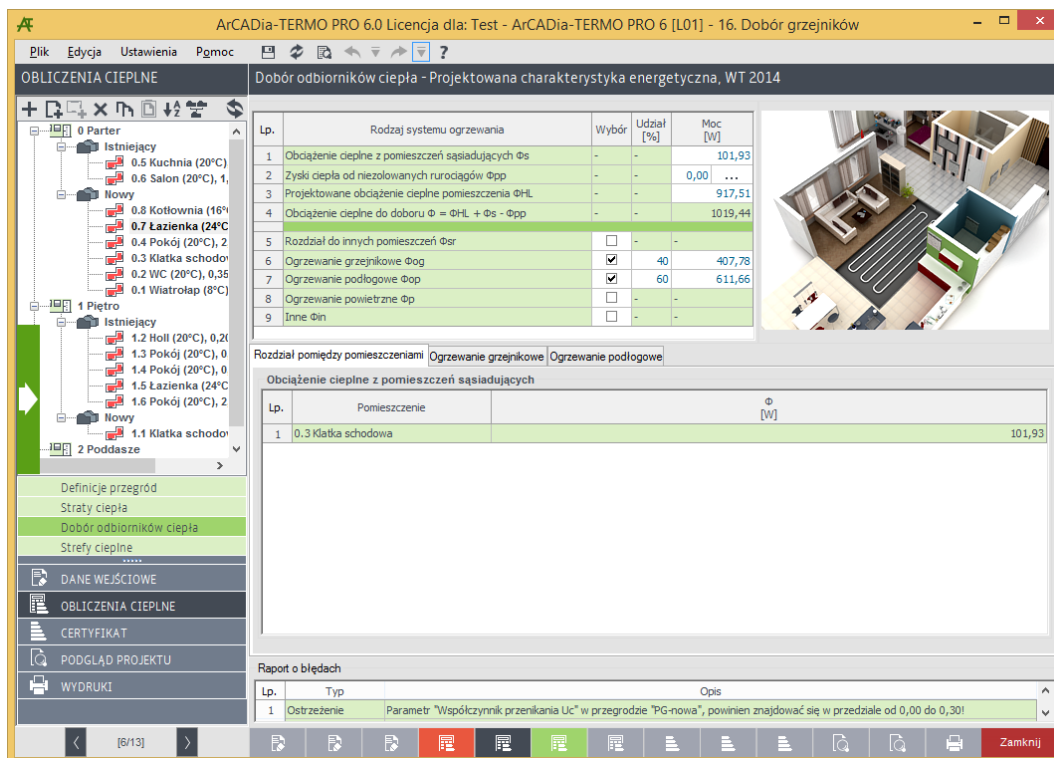 ArCADia-TERMO PRO 6.0 Licencja dla: Test - ArCADia-TERMO PRO 6 [L01] - 16. Dobór grzejników
Plik Edycja Ustawienia Pomoc
OBLICZENIA CIEPLNE
Dobór odbiorników ciepła - Projektowana charakterystyka energetyczna, WT 2014
0 Parter
Istniejący
0.5 Kuchnia (20°C)
0.6 Salon (20°C), 1,
Nowy
0.8 Kotłownia (16°
0.7 Łazienka (24°C
0.4 Pokój (20°C), 2
0.3 Klatka schodo
0.2 WC (20°C), 0,35
0.1 Wiatrołap (8°C)
1 Piętro
Istniejący
1.2 Holl (20°C), 0,2
1.3 Pokój (20°C), 0
1.4 Pokój (20°C), 0
1.5 Łazienka (24°C
1.6 Pokój (20°C), 2
Nowy
1.1 Klatka schodo
2 Poddasze
Definicje przegród
Straty ciepła
Dobór odbiorników ciepła
Strefy cieplne
DANE WEJŚCIOWE
OBLICZENIA CIEPLNE
CERTYFIKAT
PODGLĄD PROJEKTU
WYDRUKI
[6/13]
Lp. Rodzaj systemu ogrzewania Wybór Udział [%] Moc [W]
1 Obciążenie cieplne z pomieszczeń sąsiadujących Φs - - 101,93
2 Zyski ciepła od niezolowanych rurociągów Φpp - - 0,00 ...
3 Projektowane obciążenie cieplne pomieszczenia ΦHL - - 917,51
4 Obciążenie cieplne do doboru Φ = ΦHL + Φs - Φpp - - 1019,44
5 Rozdział do innych pomieszczeń Φsr - -
6 Ogrzewanie grzejnikowe Φog 40 407,78
7 Ogrzewanie podłogowe Φop 60 611,66
8 Ogrzewanie powietrzne Φp - -
9 Inne Φin - -
Rozdział pomiędzy pomieszczeniami Ogrzewanie grzejnikowe Ogrzewanie podłogowe
Obciążenie cieplne z pomieszczeń sąsiadujących
Lp. Pomieszczenie Φ [W]
1 0.3 Klatka schodowa 101,93
Raport o błędach
Lp. Typ Opis
1 Ostrzeżenie Parametr "Współczynnik przenikania Uc" w przegrodzie "PG-nowa", powinien znajdować się w przedziale od 0,00 do 0,30!
Zamknij